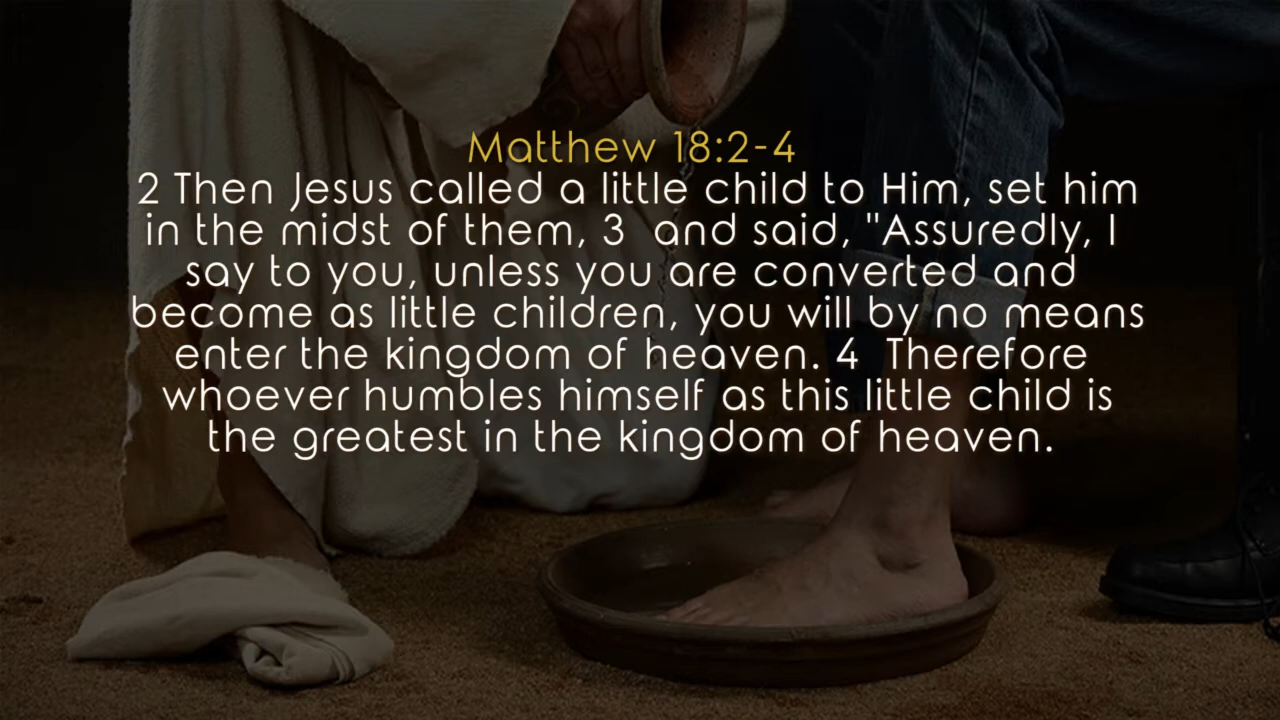 Matthew 18:2-4
2 Then Jesus called a little child to Him, set him
in the midst of them, 3  and said, "Assuredly, I
say to you, unless you are converted and
become as little children, you will by no means
enter the kingdom of heaven. 4  Therefore
whoever humbles himself as this little child is
the greatest in the kingdom of heaven.